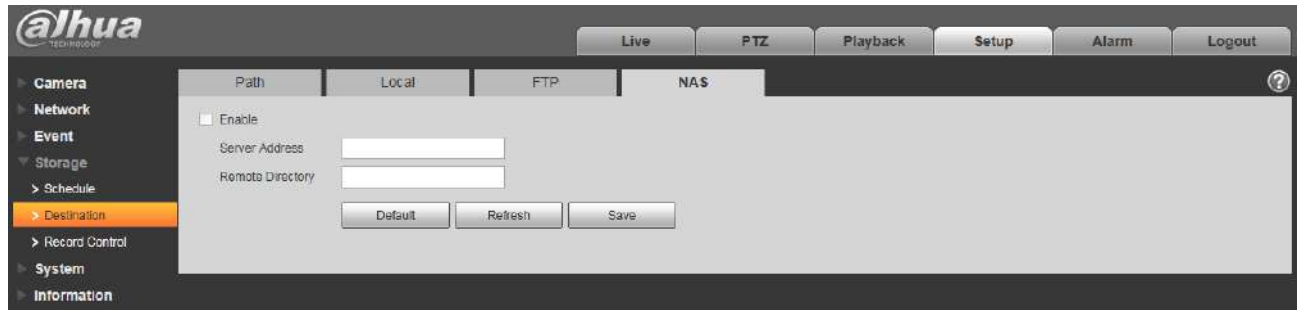 alhua
TECHNOLOGY
Live PTZ Playback Setup Alarm Logout
Camera
Network
Event
Storage
> Schedule
> Destination
> Record Control
System
Information
Path Local FTP NAS
?
Enable
Server Address
Remote Directory
Default Refresh Save